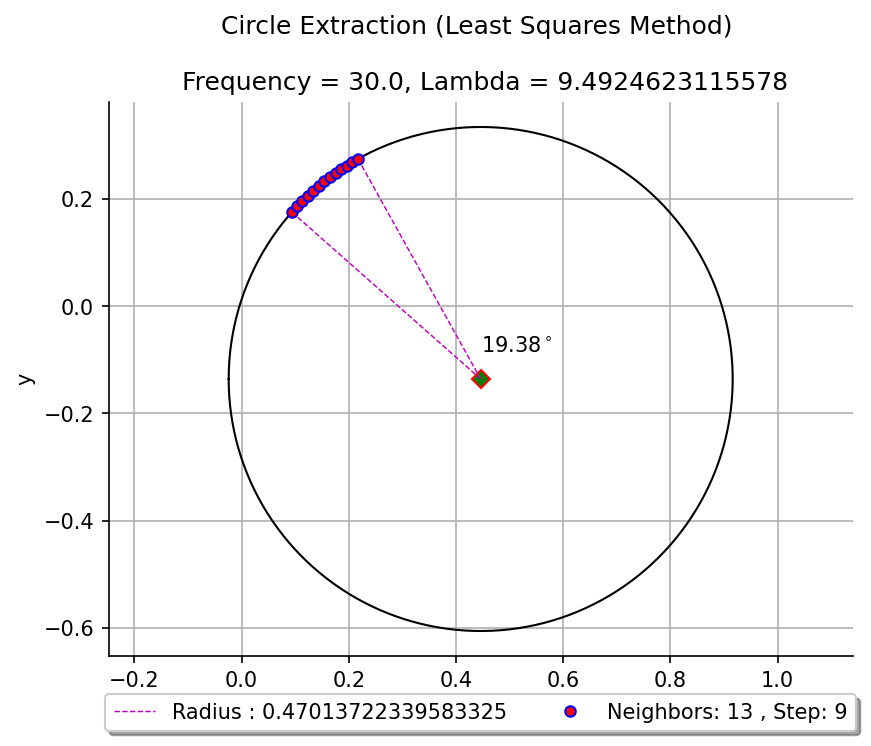 Circle Extraction (Least Squares Method)
Frequency = 30.0, Lambda = 9.4924623115578
0.2
0.0
19.38°
y
−0.2
−0.4
−0.6
−0.2 0.0 0.2 0.4 0.6 0.8 1.0
Radius : 0.47013722339583325 Neighbors: 13 , Step: 9